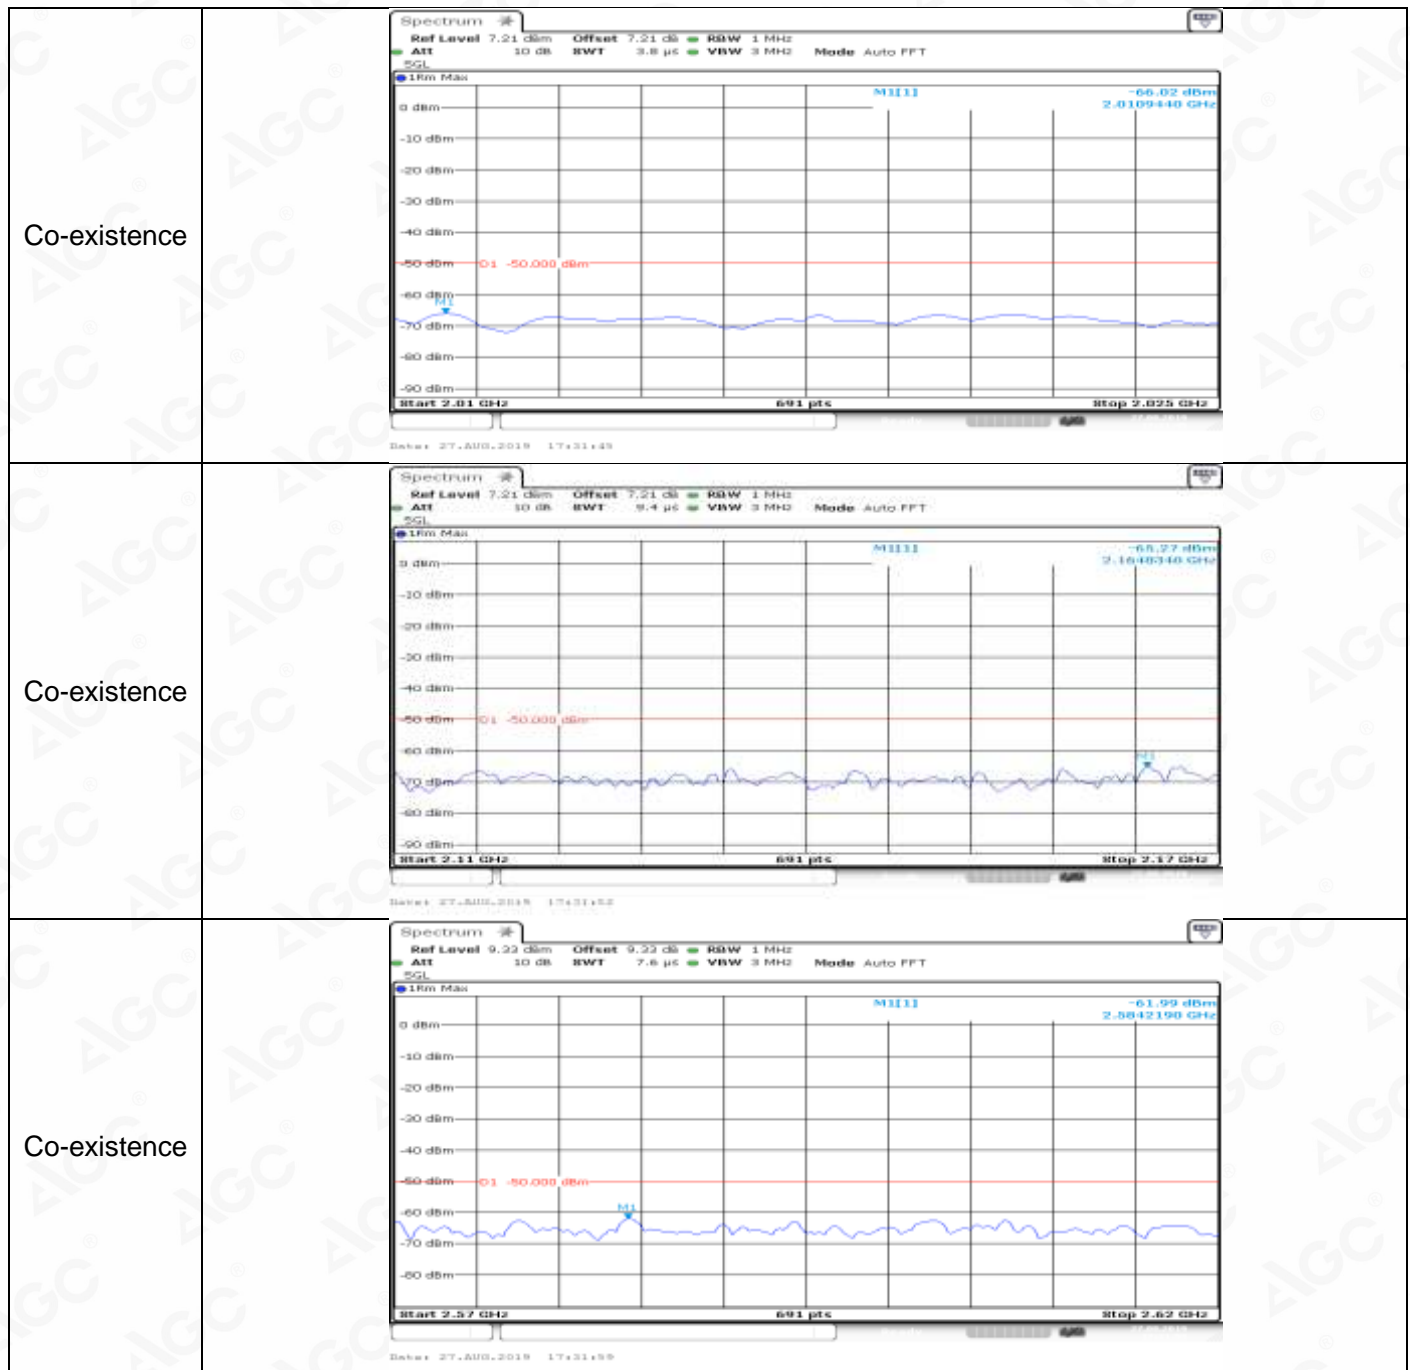 Co-existence
Spectrum
Ref Level 7.21 dBm Offset 7.21 dB RBW 1 MHz
Att 10 dB SWT 3.8 µs VBW 3 MHz Mode Auto FFT
SGL
1Rm Max
M1[1] -66.02 dBm
2.0109440 GHz
0 dBm
-10 dBm
-20 dBm
-30 dBm
-40 dBm
-50 dBm D1 -50.000 dBm
-60 dBm
M1
-70 dBm
-80 dBm
-90 dBm
Start 2.01 GHz 691 pts Stop 2.025 GHz
Date: 27.AUG.2019 17:31:45
Co-existence
Spectrum
Ref Level 7.21 dBm Offset 7.21 dB RBW 1 MHz
Att 10 dB SWT 9.4 µs VBW 3 MHz Mode Auto FFT
SGL
1Rm Max
M1[1] dBm
2.1648340 GHz
0 dBm
-10 dBm
-20 dBm
-30 dBm
-40 dBm
-50 dBm D1 -50.000 dBm
-60 dBm
M1
-70 dBm
-80 dBm
-90 dBm
Start 2.11 GHz 691 pts Stop 2.17 GHz
Date: 27.AUG.2019 17:31:52
Co-existence
Spectrum
Ref Level 9.33 dBm Offset 9.33 dB RBW 1 MHz
Att 10 dB SWT 7.6 µs VBW 3 MHz Mode Auto FFT
SGL
1Rm Max
M1[1] -61.99 dBm
2.5842190 GHz
0 dBm
-10 dBm
-20 dBm
-30 dBm
-40 dBm
-50 dBm D1 -50.000 dBm
-60 dBm
M1
-70 dBm
-80 dBm
Start 2.57 GHz 691 pts Stop 2.62 GHz
Date: 27.AUG.2019 17:31:59
AGC